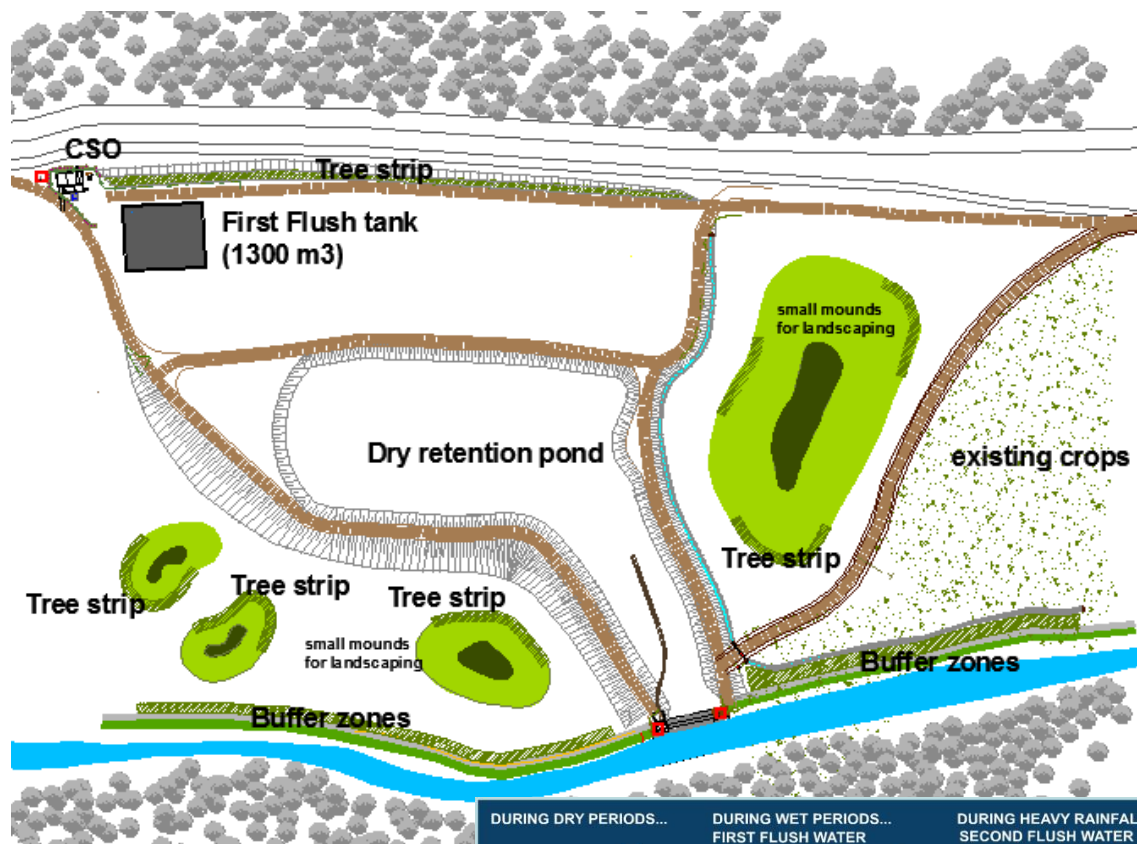 CSO
Tree strip
First Flush tank
(1300 m3)
small mounds
for landscaping
Dry retention pond
existing crops
Tree strip
Tree strip
Tree strip
Tree strip
small mounds
for landscaping
Buffer zones
Buffer zones
DURING DRY PERIODS...
DURING WET PERIODS...
FIRST FLUSH WATER
DURING HEAVY RAINFAL
SECOND FLUSH WATER